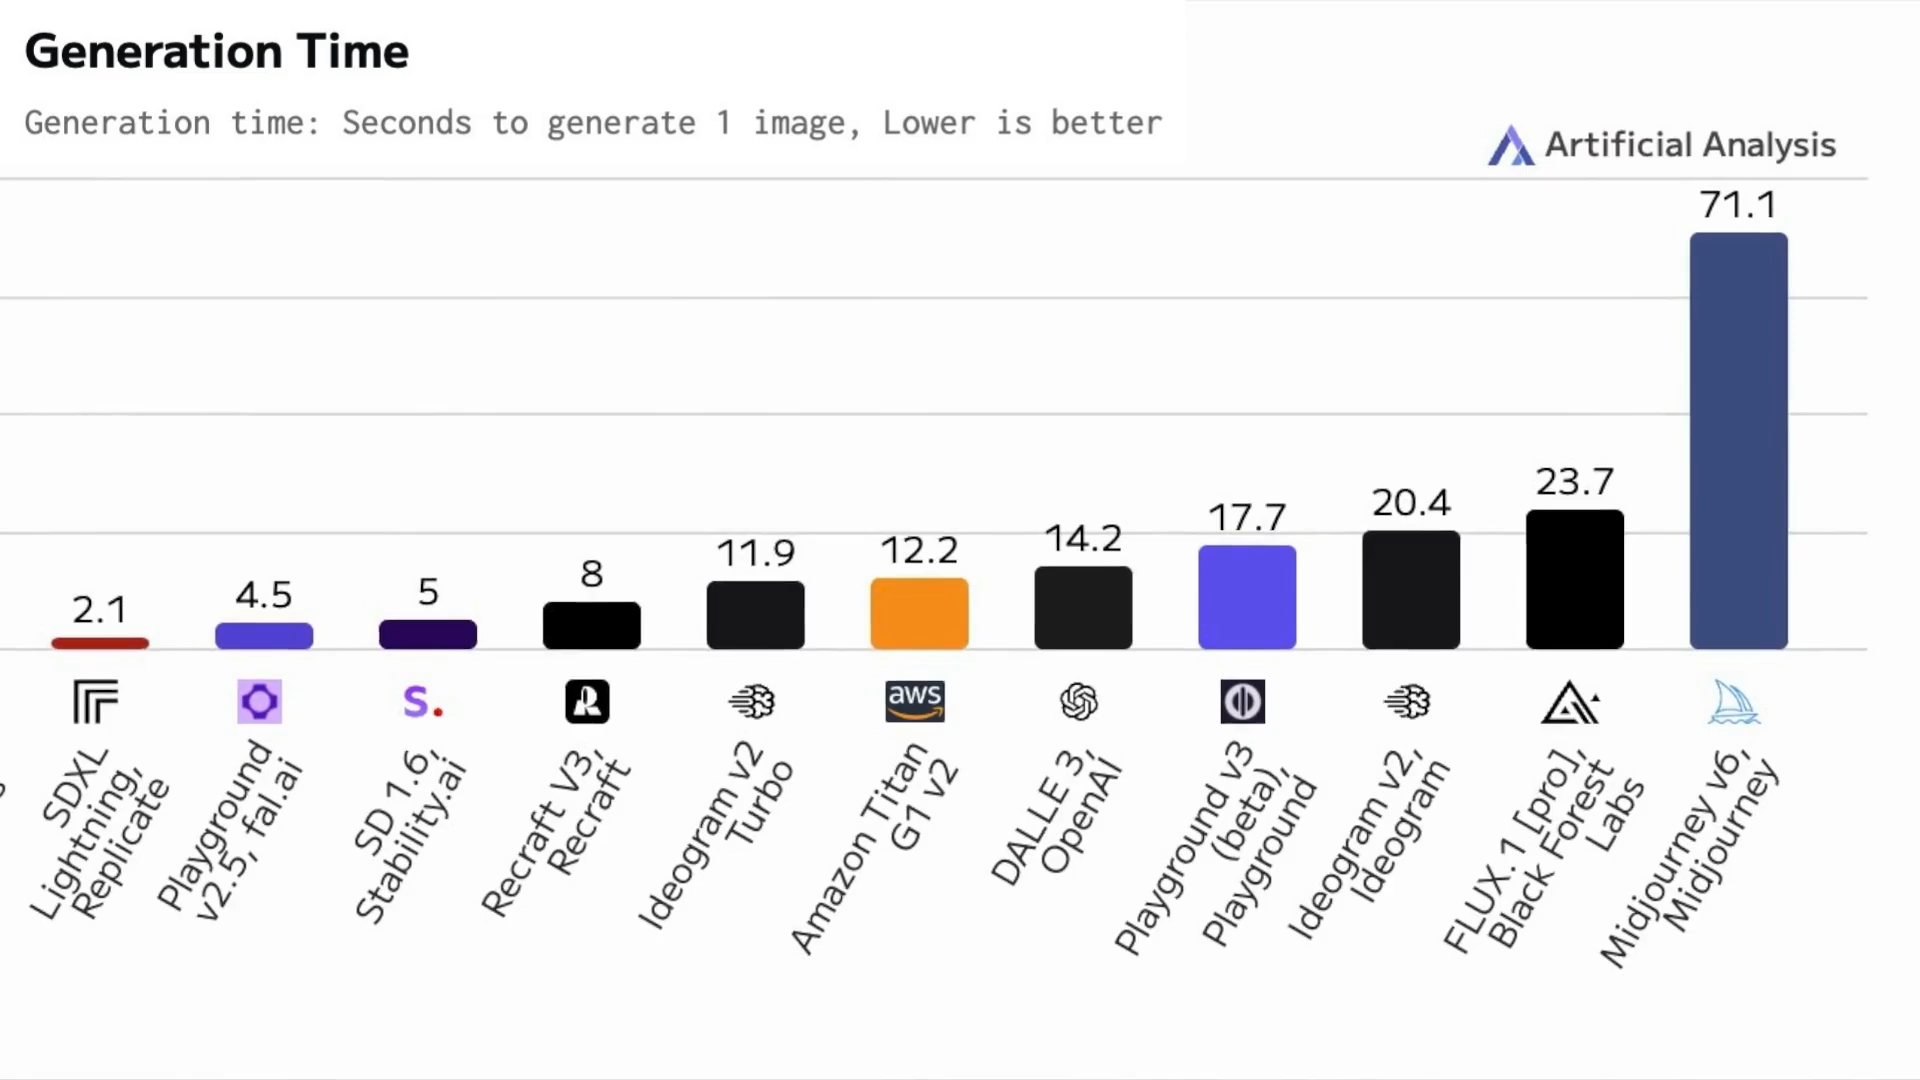 Generation Time
Generation time: Seconds to generate 1 image, Lower is better
Artificial Analysis
2.1
4.5
5
8
11.9
12.2
14.2
17.7
20.4
23.7
71.1
S.
aws
SDXL
Lightning,
Replicate
Playground
v2.5, fal.ai
SD 1.6,
Stability.ai
Recraft V3,
Recraft
Ideogram v2
Turbo
Amazon Titan
G1 v2
DALLE 3,
OpenAI
Playground v3
(beta),
Playground
Ideogram v2,
Ideogram
FLUX.1 [pro],
Black Forest
Labs
Midjourney v6,
Midjourney